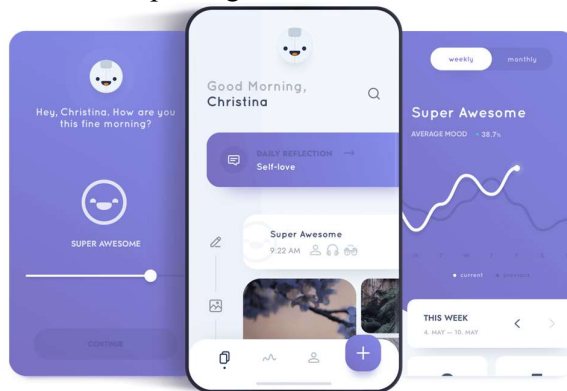 Hey, Christina. How are you
this fine morning?
SUPER AWESOME
CONTINUE
Good Morning,
Christina
DAILY REFLECTION →
Self-love
Super Awesome
9:22 AM
weekly monthly
Super Awesome
AVERAGE MOOD
38.7%
current previous
THIS WEEK
4. MAY — 10. MAY